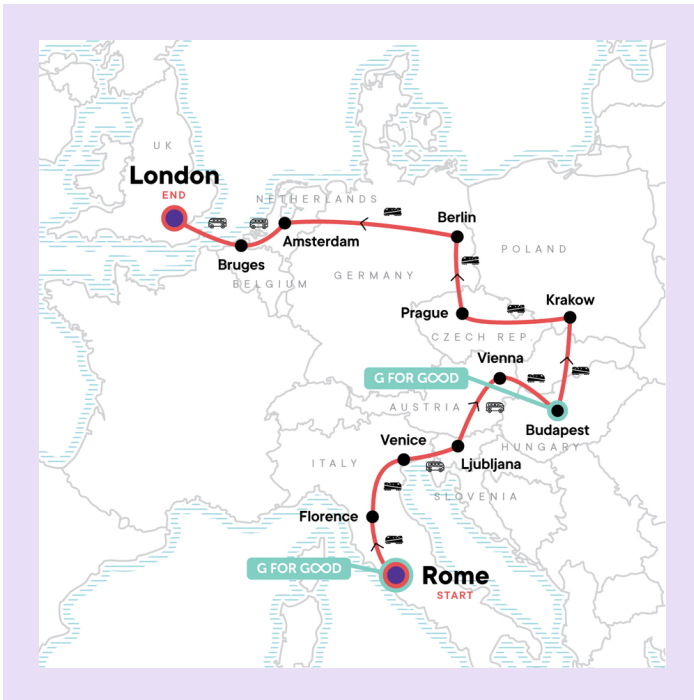 UK
London
END
NETHERLANDS
Berlin
Amsterdam
POLAND
Bruges
GERMANY
BELGIUM
Krakow
Prague
CZECH REP.
Vienna
G FOR GOOD
AUSTRIA
Budapest
Venice
HUNGARY
ITALY
Ljubljana
SLOVENIA
Florence
G FOR GOOD
Rome
START